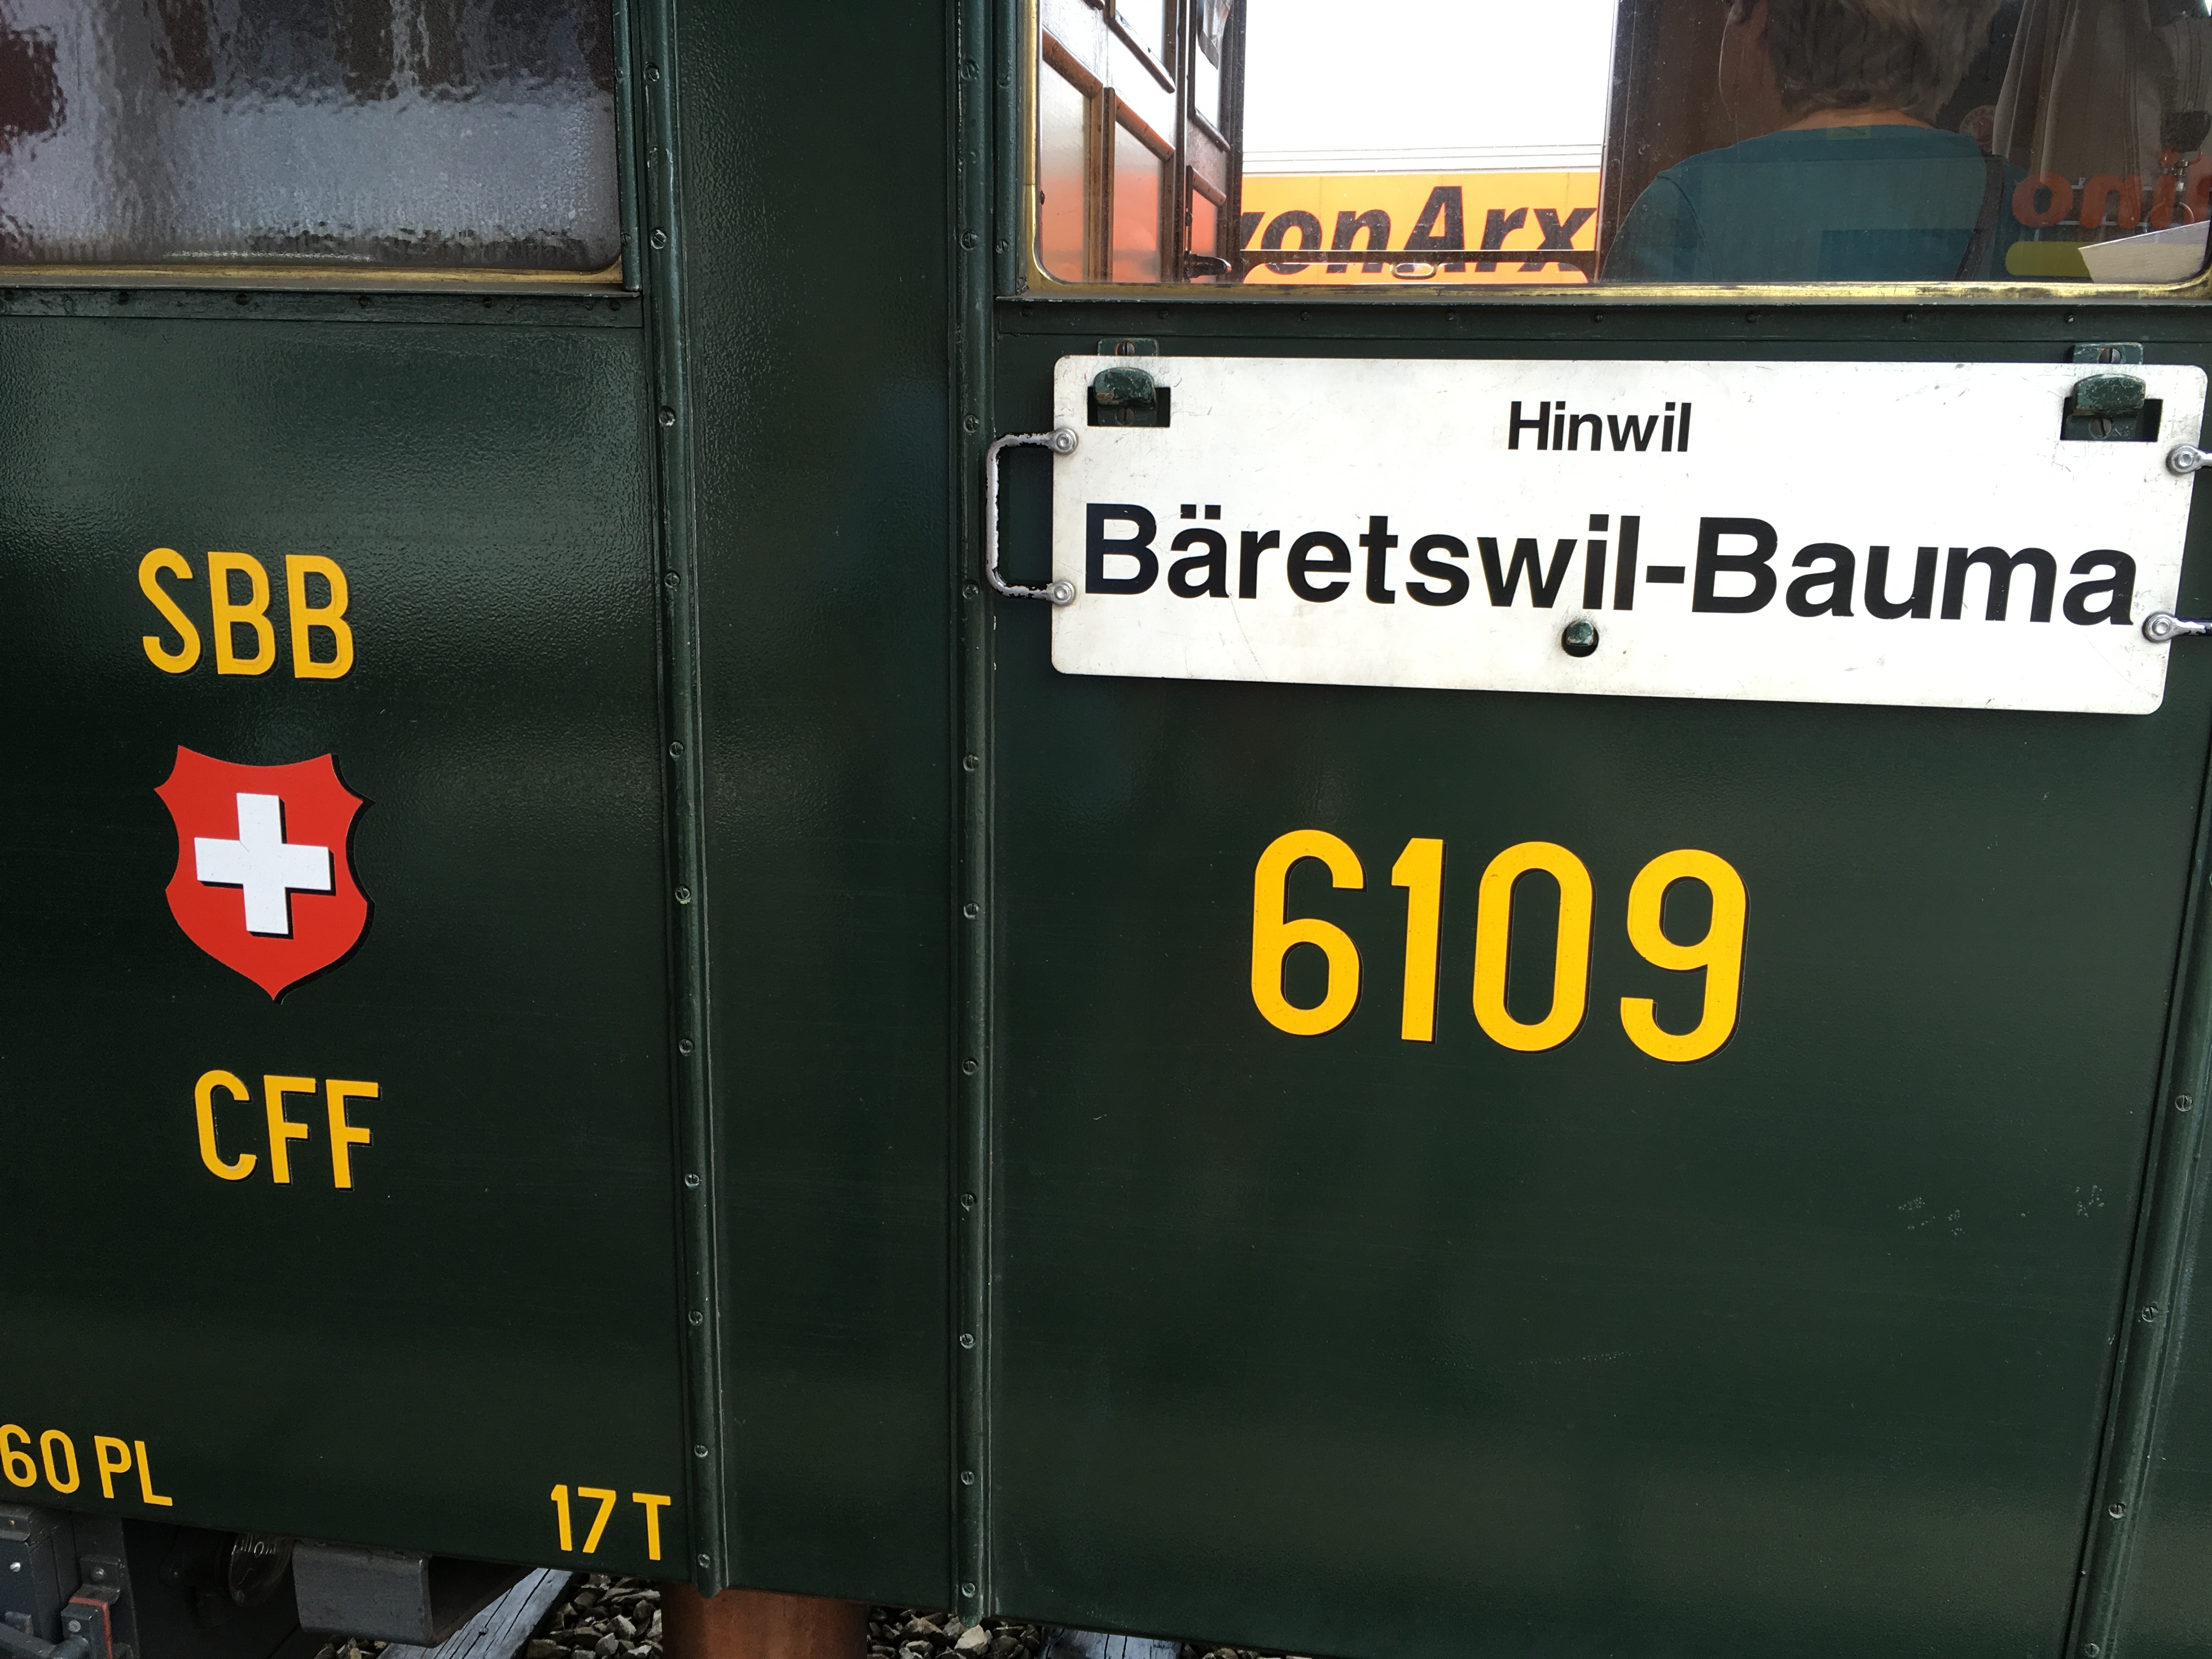 vonArx
Hinwil
Bäretswil-Bauma
SBB
CFF
6109
60 PL
17 T